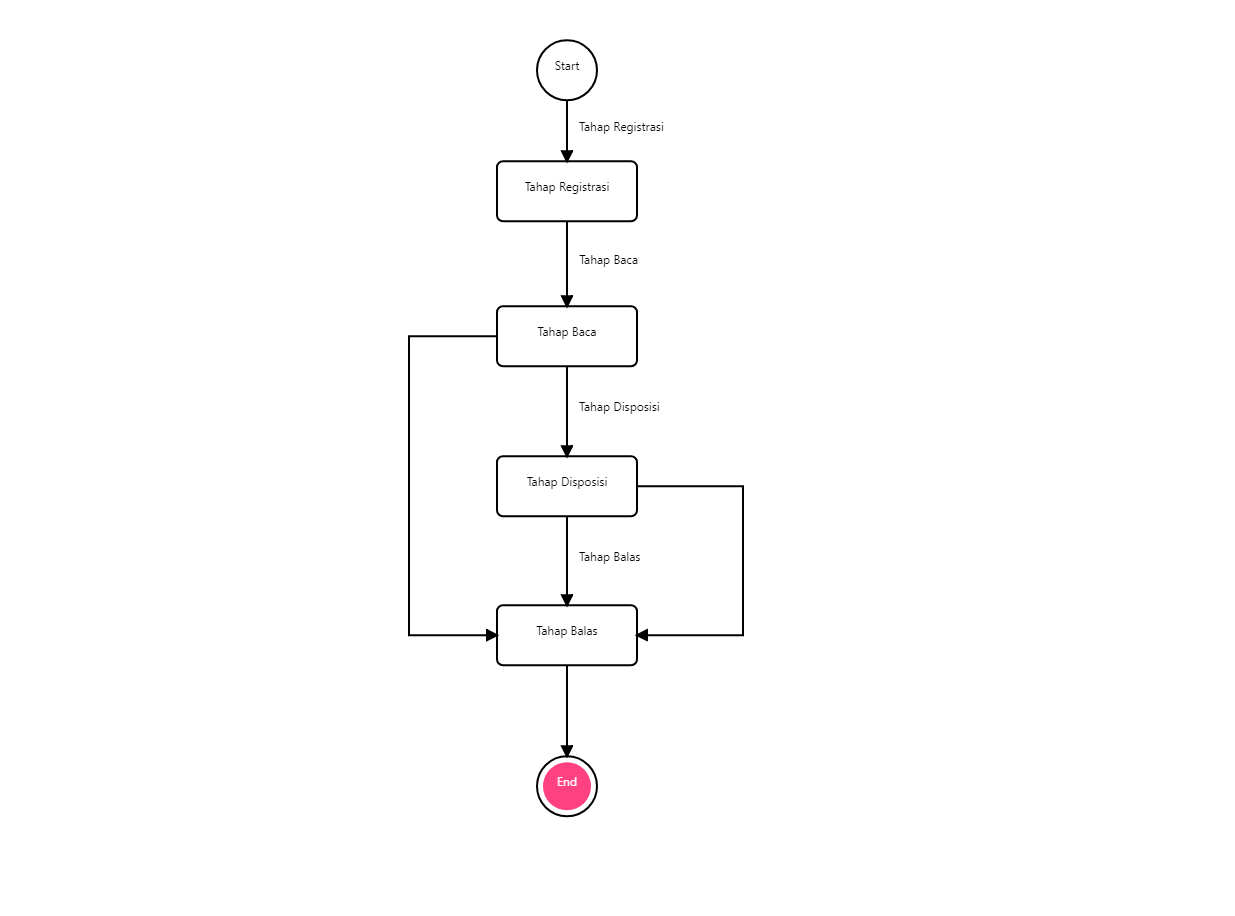 Start
Tahap Registrasi
Tahap Registrasi
Tahap Baca
Tahap Baca
Tahap Disposisi
Tahap Disposisi
Tahap Balas
Tahap Balas
End